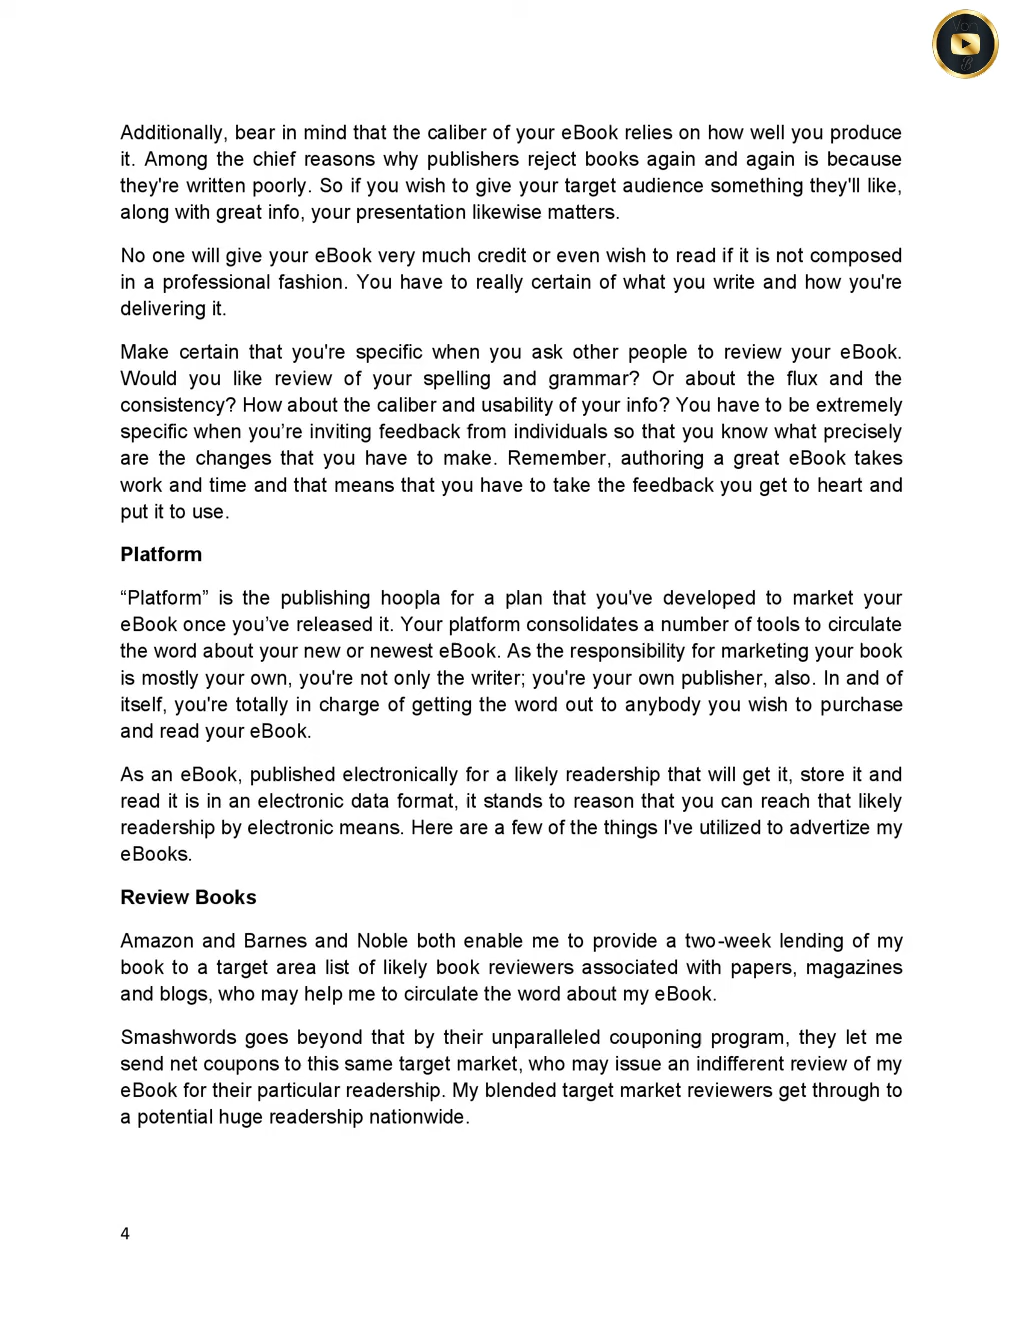 Von
B
Additionally, bear in mind that the caliber of your eBook relies on how well you produce
it. Among the chief reasons why publishers reject books again and again is because
they're written poorly. So if you wish to give your target audience something they'll like,
along with great info, your presentation likewise matters.
No one will give your eBook very much credit or even wish to read if it is not composed
in a professional fashion. You have to really certain of what you write and how you're
delivering it.
Make certain that you're specific when you ask other people to review your eBook.
Would you like review of your spelling and grammar? Or about the flux and the
consistency? How about the caliber and usability of your info? You have to be extremely
specific when you’re inviting feedback from individuals so that you know what precisely
are the changes that you have to make. Remember, authoring a great eBook takes
work and time and that means that you have to take the feedback you get to heart and
put it to use.
Platform
“Platform” is the publishing hoopla for a plan that you've developed to market your
eBook once you’ve released it. Your platform consolidates a number of tools to circulate
the word about your new or newest eBook. As the responsibility for marketing your book
is mostly your own, you're not only the writer; you're your own publisher, also. In and of
itself, you're totally in charge of getting the word out to anybody you wish to purchase
and read your eBook.
As an eBook, published electronically for a likely readership that will get it, store it and
read it is in an electronic data format, it stands to reason that you can reach that likely
readership by electronic means. Here are a few of the things I've utilized to advertize my
eBooks.
Review Books
Amazon and Barnes and Noble both enable me to provide a two-week lending of my
book to a target area list of likely book reviewers associated with papers, magazines
and blogs, who may help me to circulate the word about my eBook.
Smashwords goes beyond that by their unparalleled couponing program, they let me
send net coupons to this same target market, who may issue an indifferent review of my
eBook for their particular readership. My blended target market reviewers get through to
a potential huge readership nationwide.
4